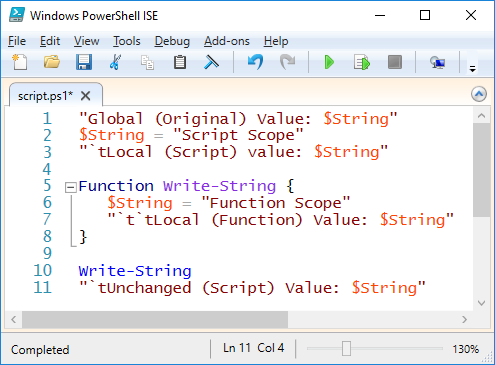 Windows PowerShell ISE
File Edit View Tools Debug Add-ons Help
script.ps1*
1 "Global (Original) Value: $String"
2 $String = "Script Scope"
3 "`tLocal (Script) value: $String"
4
5 Function Write-String {
6 $String = "Function Scope"
7 "`t`tLocal (Function) Value: $String"
8 }
9
10 Write-String
11 "`tUnchanged (Script) Value: $String"
Completed Ln 11 Col 4 130%